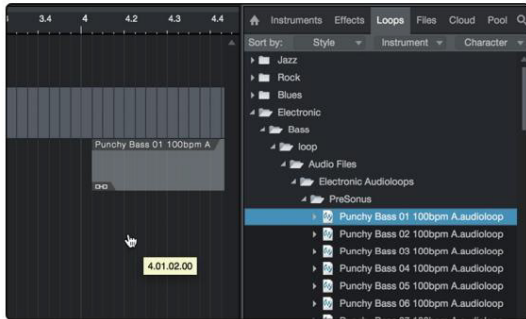 3.4 4 4.2 4.3 4.4
Instruments Effects Loops Files Cloud Pool
Sort by: Style Instrument Character
Jazz
Rock
Blues
Electronic
Bass
loop
Punchy Bass 01 100bpm A
Audio Files
Electronic Audioloops
PreSonus
Punchy Bass 01 100bpm A.audioloop
Punchy Bass 02 100bpm A.audioloop
Punchy Bass 03 100bpm A.audioloop
4.01.02.00
Punchy Bass 04 100bpm A.audioloop
Punchy Bass 05 100bpm A.audioloop
Punchy Bass 06 100bpm A.audioloop